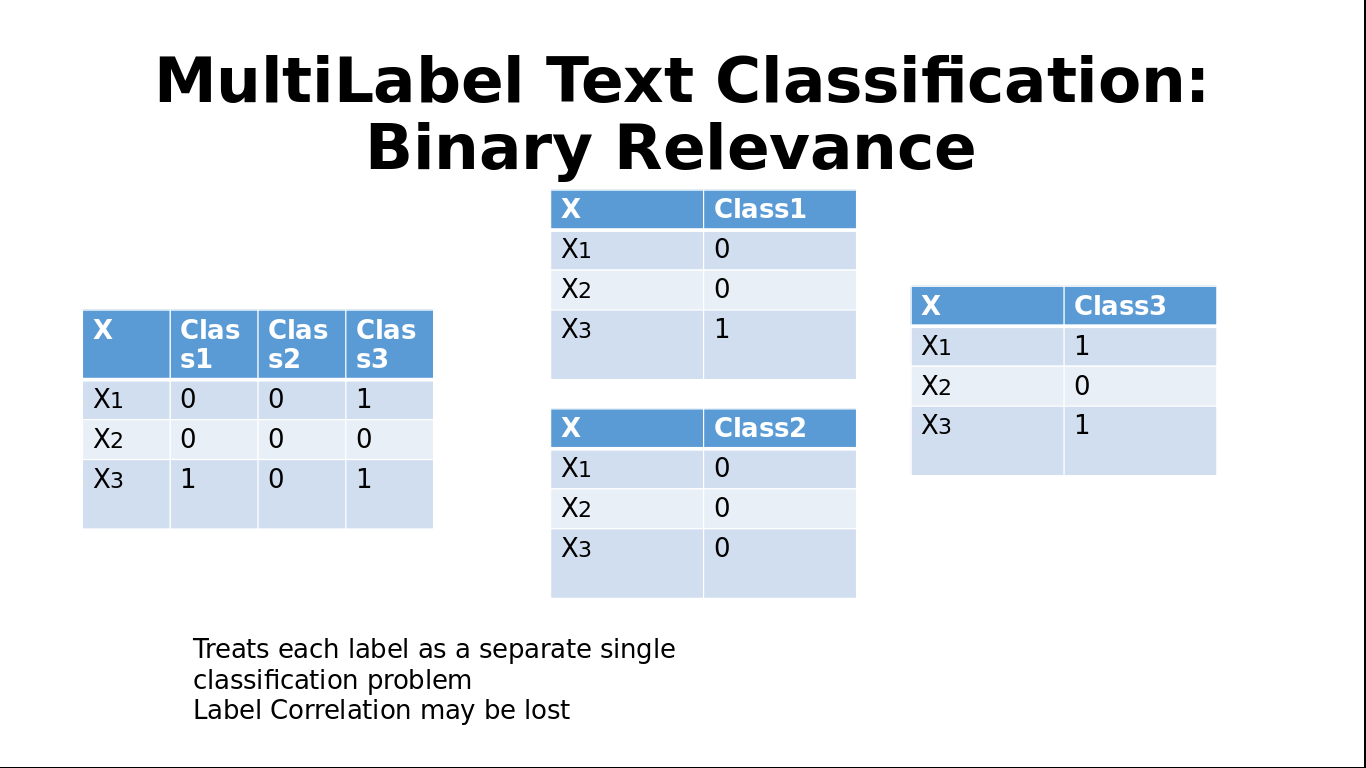 MultiLabel Text Classification:
Binary Relevance
X Class1 Class2 Class3
X1 0 0 1
X2 0 0 0
X3 1 0 1
X Class1
X1 0
X2 0
X3 1
X Class2
X1 0
X2 0
X3 0
X Class3
X1 1
X2 0
X3 1
Treats each label as a separate single
classification problem
Label Correlation may be lost